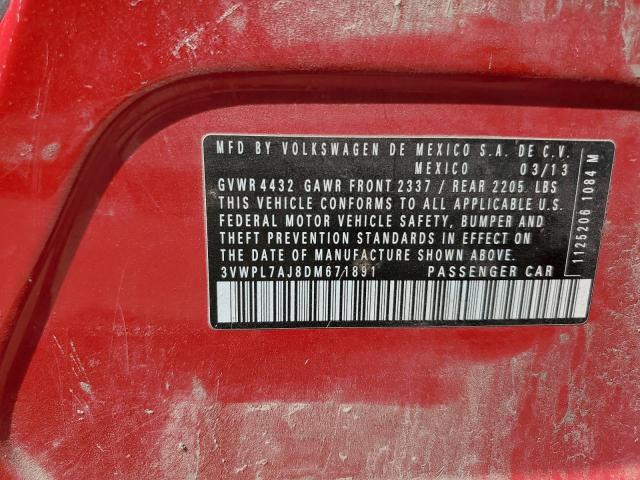 MFD BY VOLKSWAGEN DE MEXICO S.A. DE C.V.
MEXICO 03/13
GVWR 4432 GAWR FRONT 2337 / REAR 2205 LBS
THIS VEHICLE CONFORMS TO ALL APPLICABLE U.S.
FEDERAL MOTOR VEHICLE SAFETY, BUMPER AND
THEFT PREVENTION STANDARDS IN EFFECT ON
THE DATE OF MANUFACTURE SHOWN ABOVE.
3VWPL7AJ8DM671891 PASSENGER CAR
1125206 1084 M